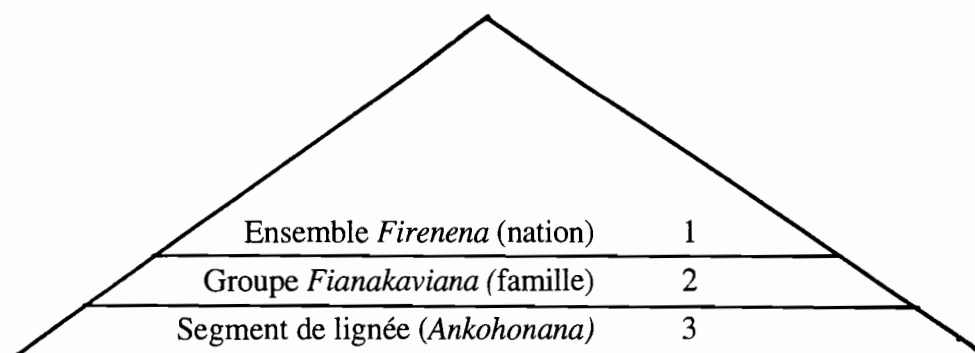 Ensemble Firenena (nation) 1
Groupe Fianakaviana (famille) 2
Segment de lignée (Ankohonana) 3